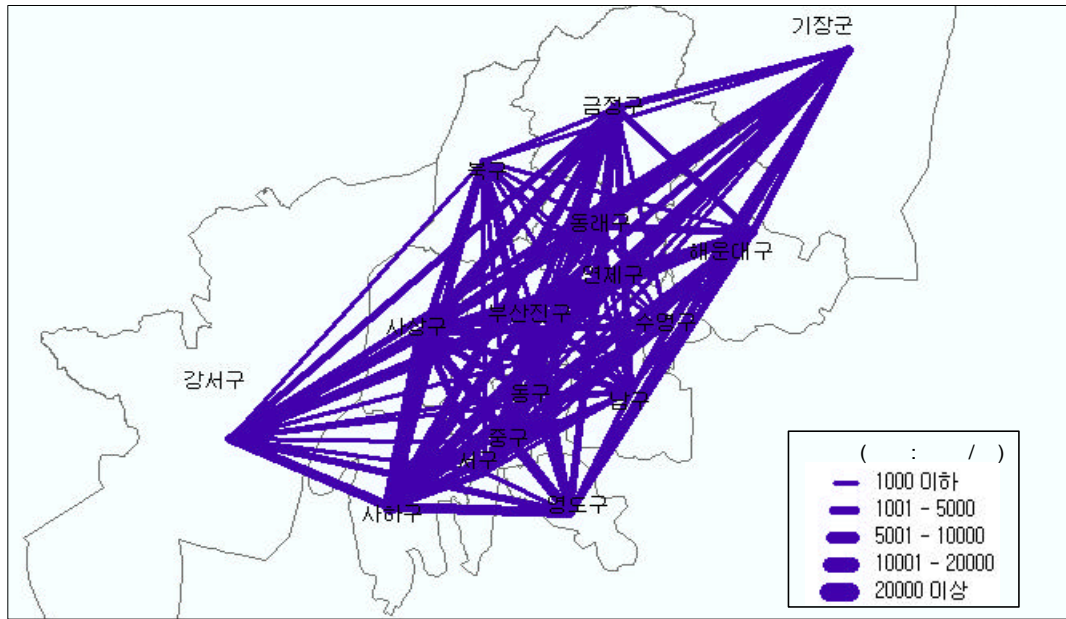 기장군
금정구
북구
동래구
해운대구
연제구
부산진구
수영구
사상구
강서구
동구
남구
중구
서구
영도구
사하구
( : / )
1000 이하
1001 - 5000
5001 - 10000
10001 - 20000
20000 이상